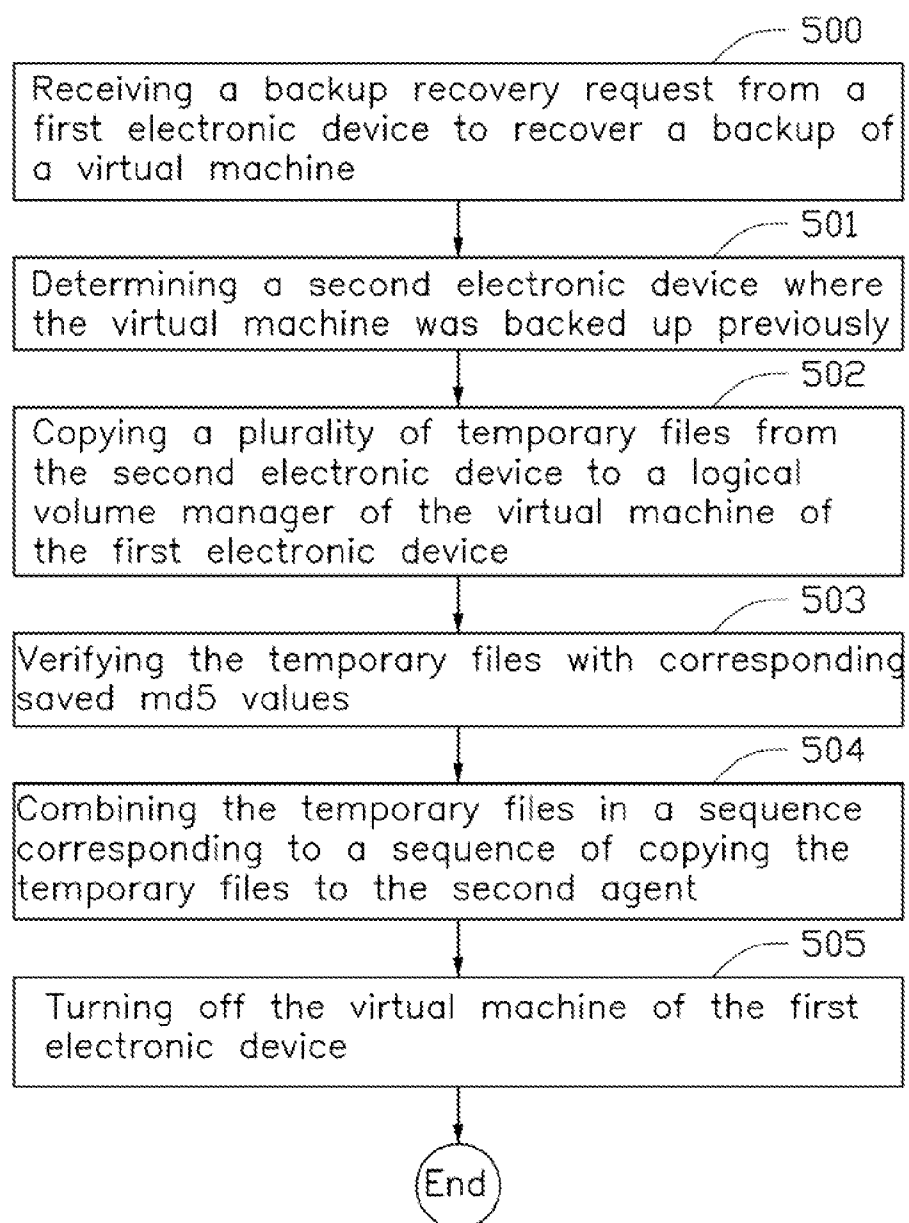 500
Receiving a backup recovery request from a
first electronic device to recover a backup of
a virtual machine
501
Determining a second electronic device where
the virtual machine was backed up previously
502
Copying a plurality of temporary files from
the second electronic device to a logical
volume manager of the virtual machine of
the first electronic device
503
Verifying the temporary files with corresponding
saved md5 values
504
Combining the temporary files in a sequence
corresponding to a sequence of copying the
temporary files to the second agent
505
Turning off the virtual machine of the first
electronic device
End